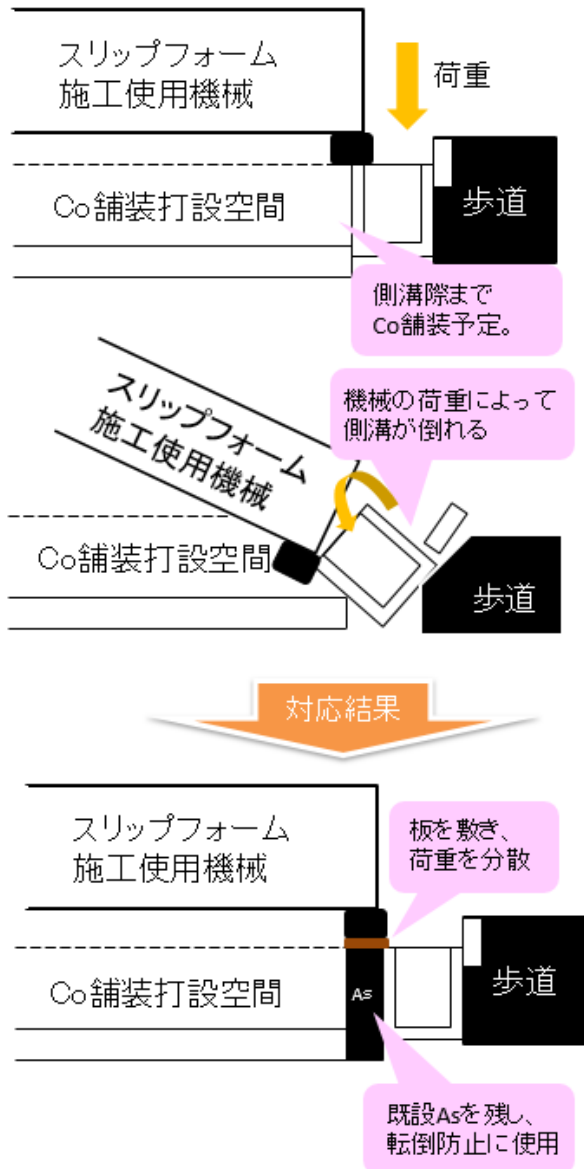 スリップフォーム
施工使用機械
荷重
Co舗装打設空間
歩道
側溝際まで
Co舗装予定。
スリップフォーム
施工使用機械
機械の荷重によって
側溝が倒れる
Co舗装打設空間
歩道
対応結果
スリップフォーム
施工使用機械
板を敷き、
荷重を分散
Co舗装打設空間
As
歩道
既設Asを残し、
転倒防止に使用